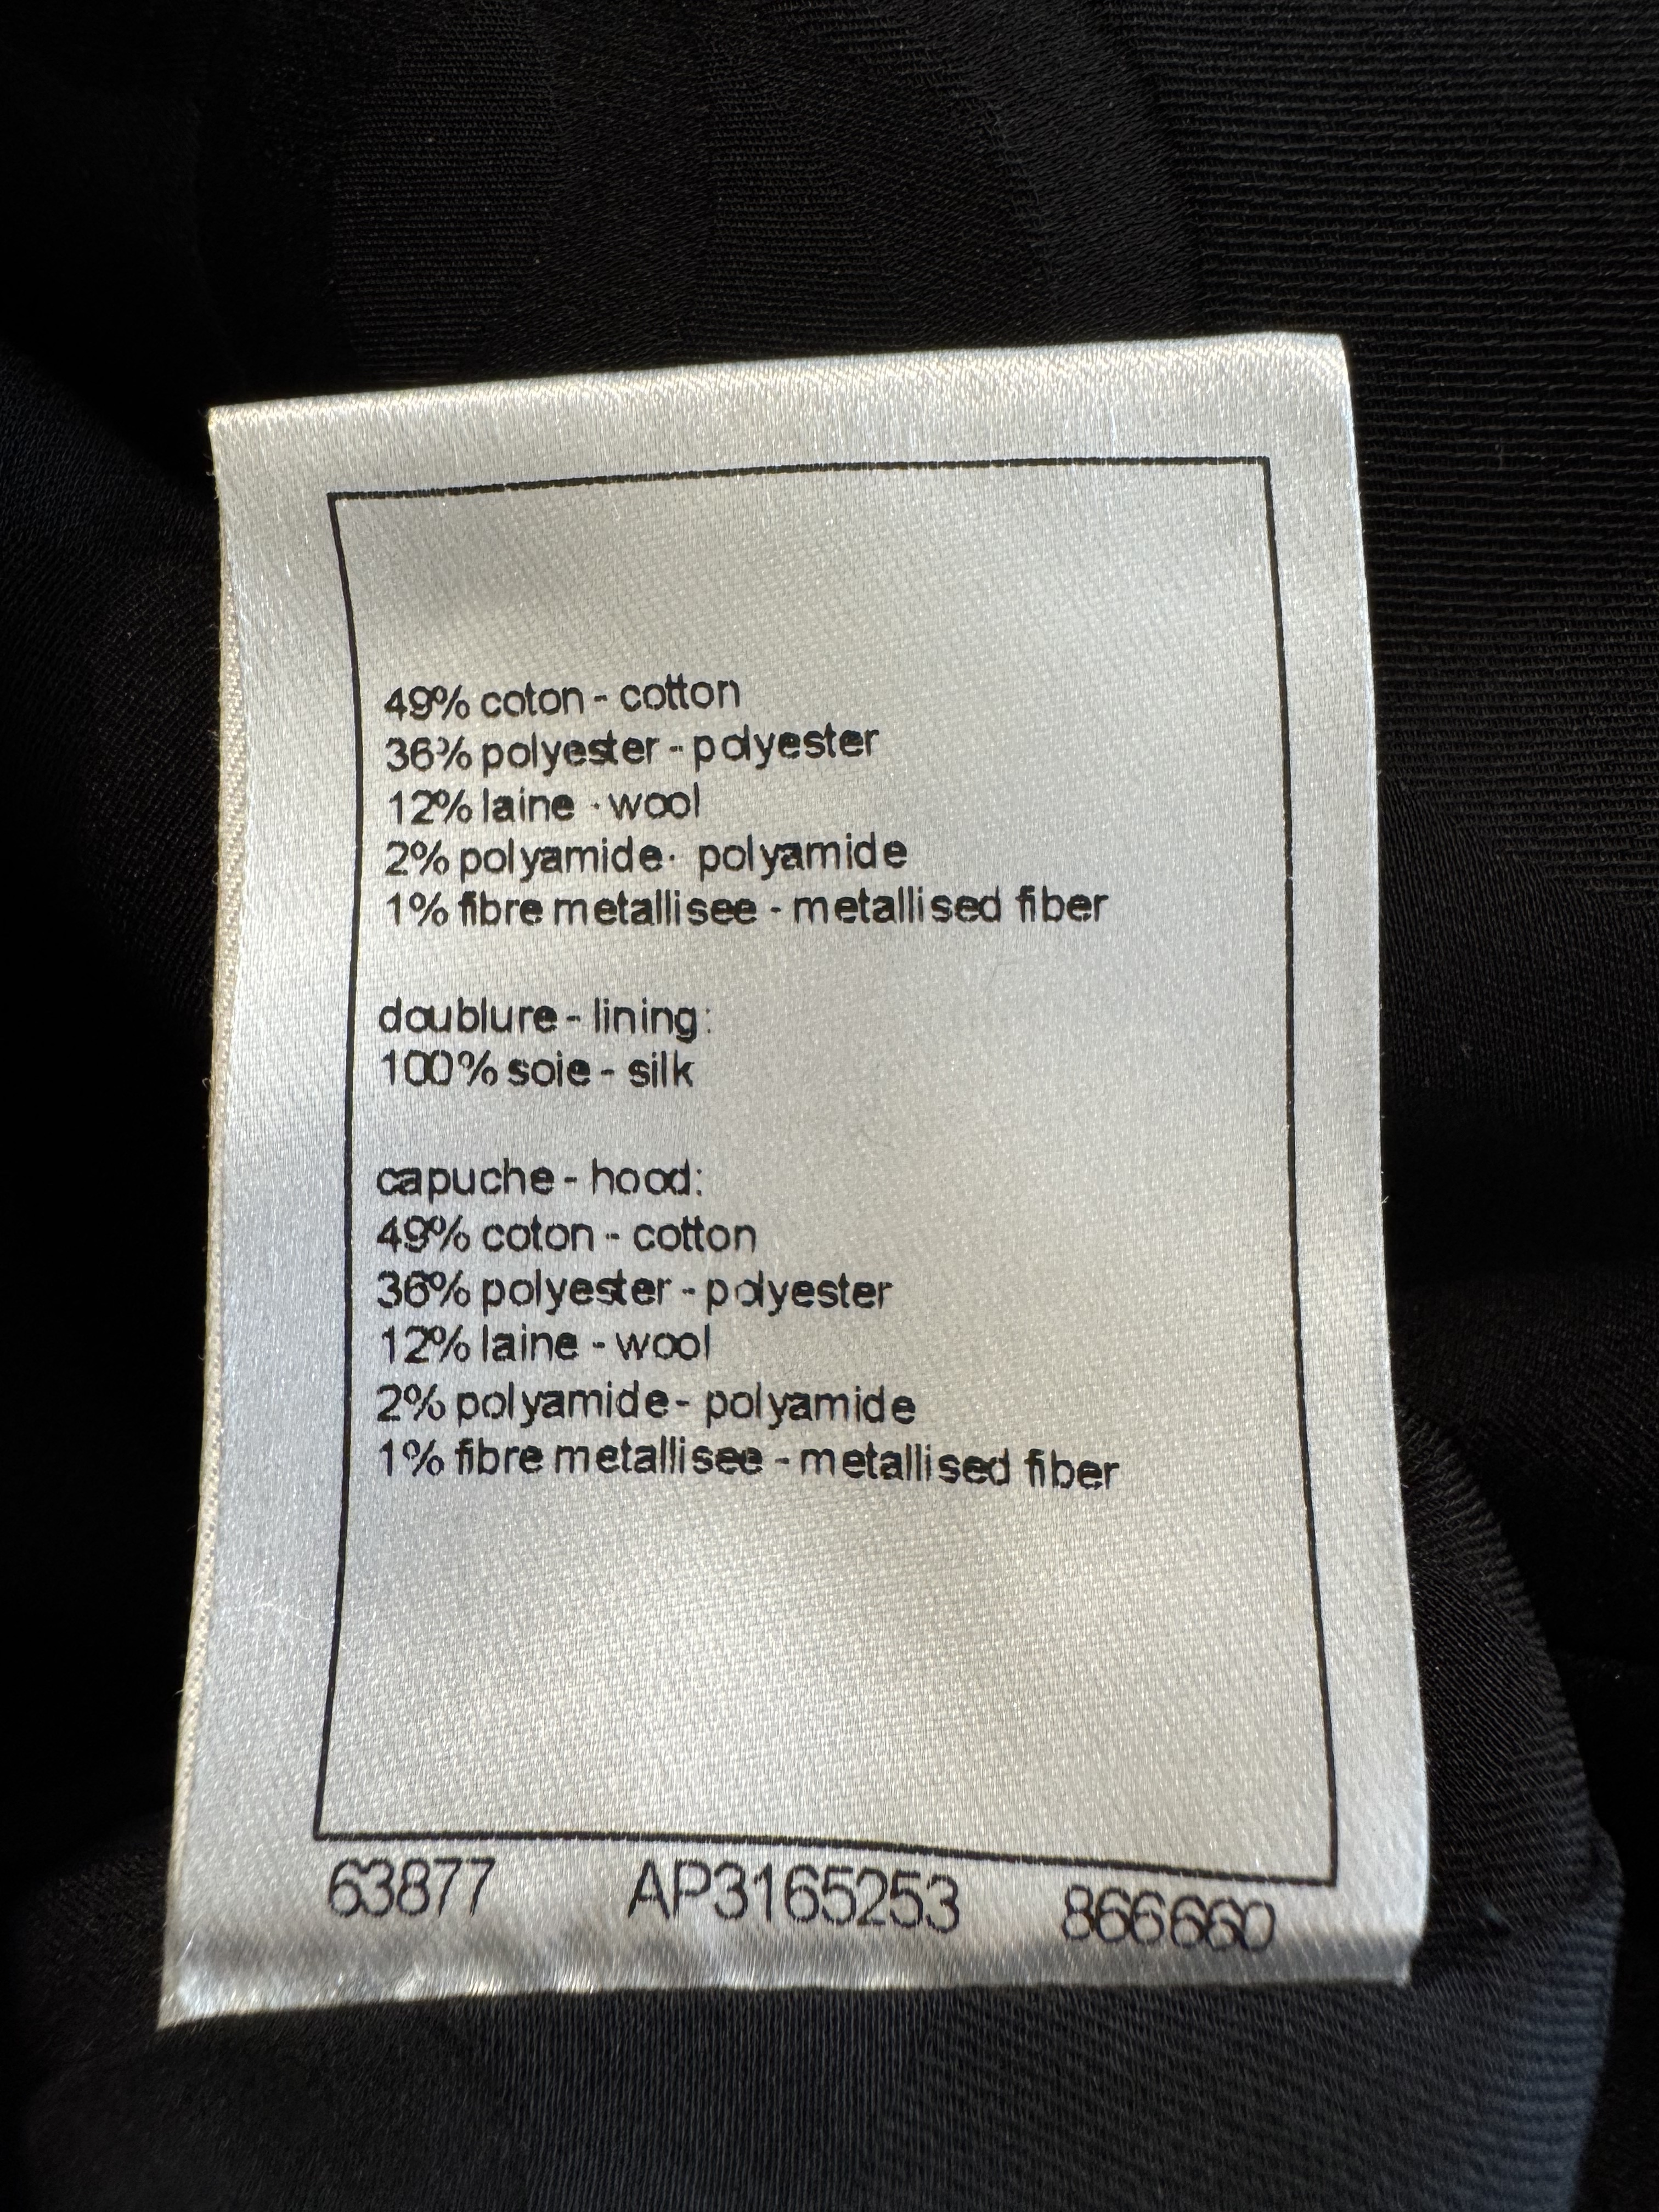 49% coton - cotton
36% polyester - polyester
12% laine - wool
2% polyamide - polyamide
1% fibre metallisee - metallised fiber
doublure - lining:
100% soie - silk
capuche - hood:
49% coton - cotton
36% polyester - polyester
12% laine - wool
2% polyamide - polyamide
1% fibre metallisee - metallised fiber
63877 AP3165253 866660